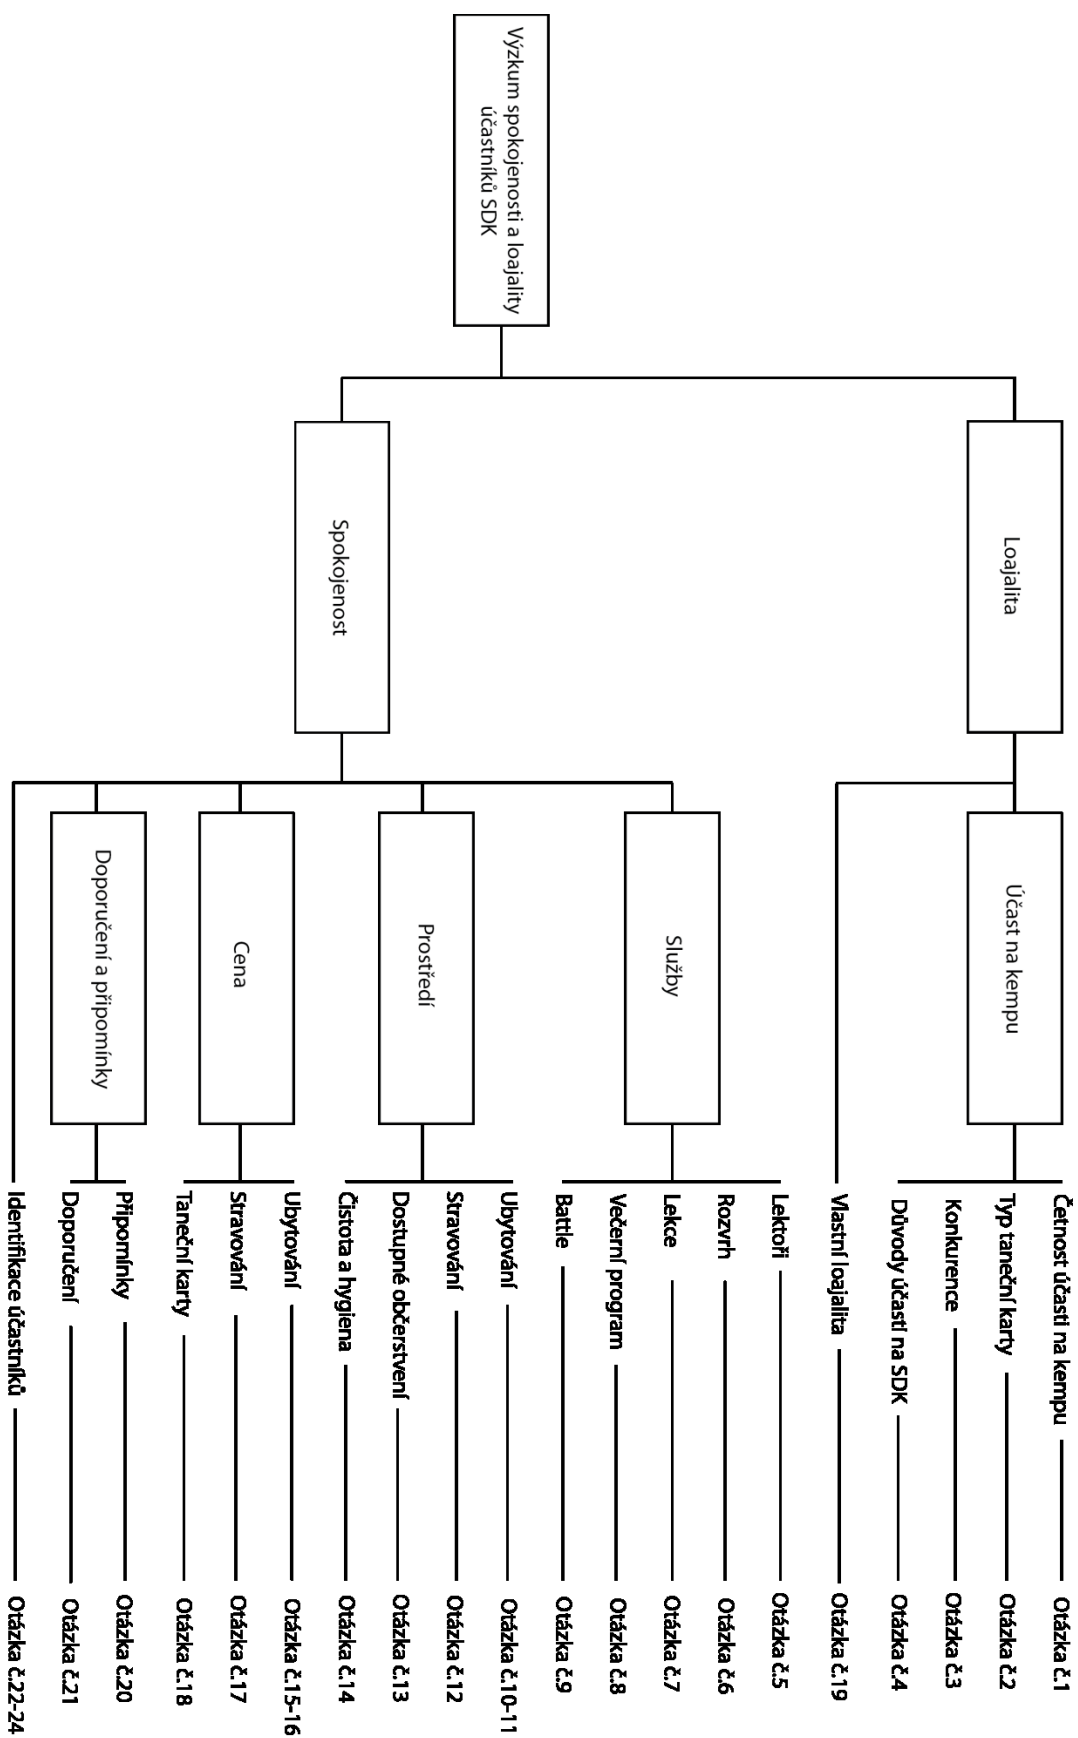 Výzkum spokojenosti a loajality
účastníků SDK
Loajalita
Účast na kempu
Četnost účasti na kempu
Otázka č.1
Typ taneční karty
Otázka č.2
Konkurence
Otázka č.3
Důvody účasti na SDK
Otázka č.4
Vlastní loajalita
Otázka č.19
Spokojenost
Služby
Lektoři
Otázka č.5
Rozvrh
Otázka č.6
Lekce
Otázka č.7
Večerní program
Otázka č.8
Battle
Otázka č.9
Prostředí
Ubytování
Otázka č.10-11
Stravování
Otázka č.12
Dostupné občerstvení
Otázka č.13
Čistota a hygiena
Otázka č.14
Cena
Ubytování
Otázka č.15-16
Stravování
Otázka č.17
Taneční karty
Otázka č.18
Doporučení a připomínky
Připomínky
Otázka č.20
Doporučení
Otázka č.21
Identifikace účastníků
Otázka č.22-24